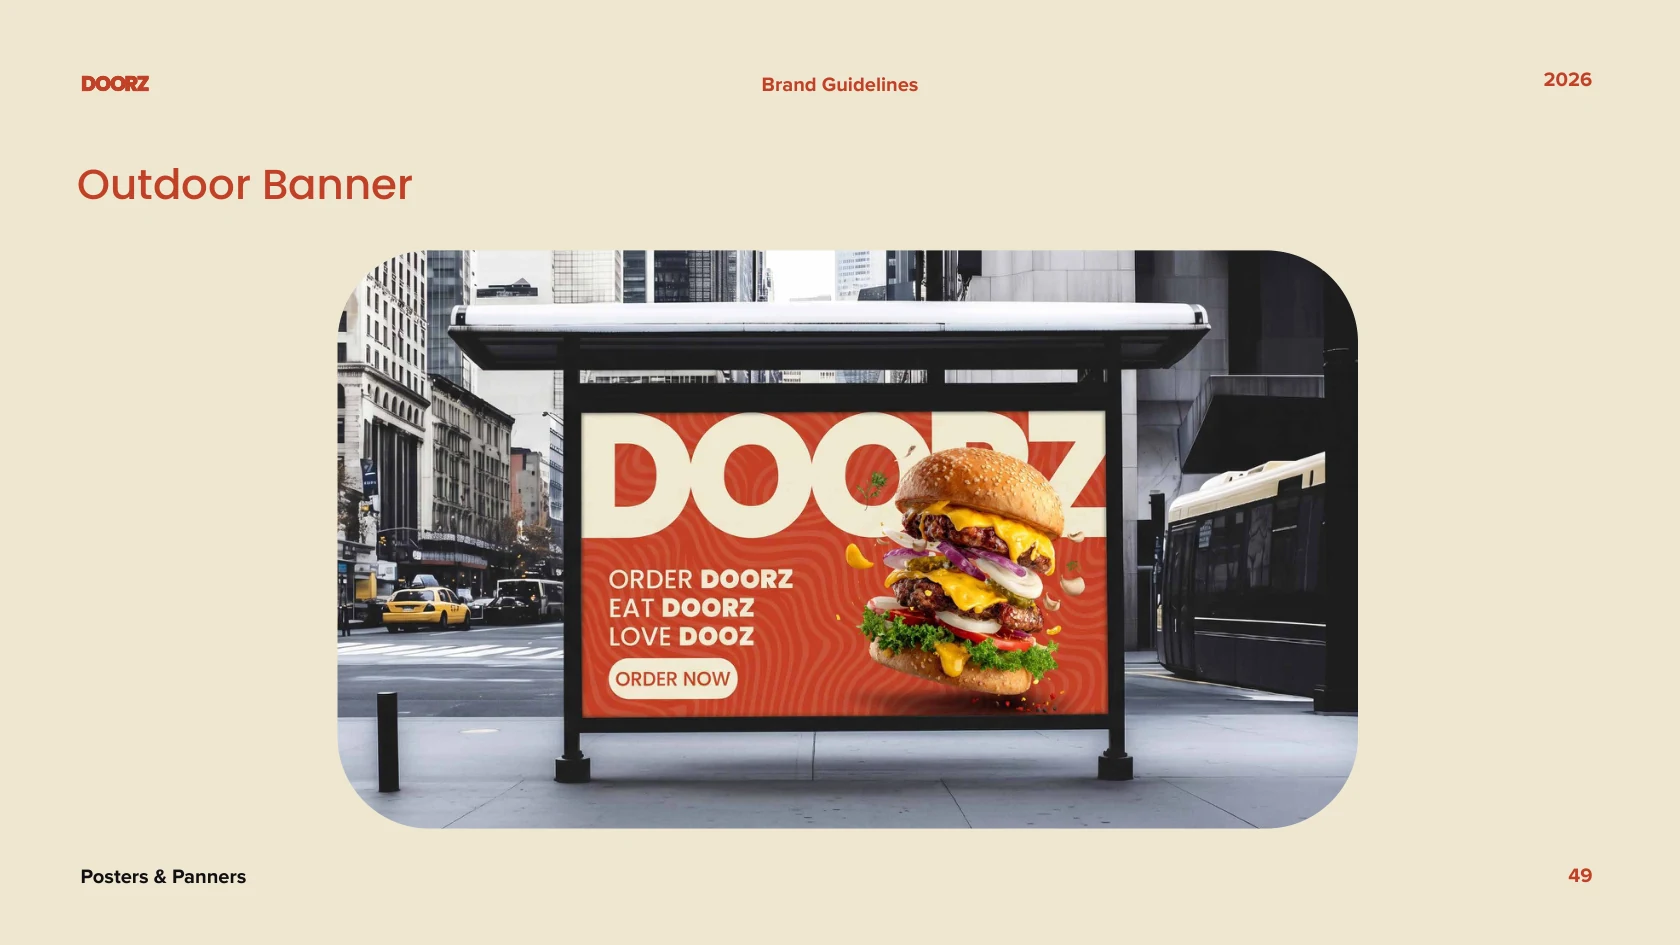 DOORZ
Brand Guidelines
2026
Outdoor Banner
DOORZ
ORDER DOORZ
EAT DOORZ
LOVE DOOZ
ORDER NOW
Posters & Panners
49